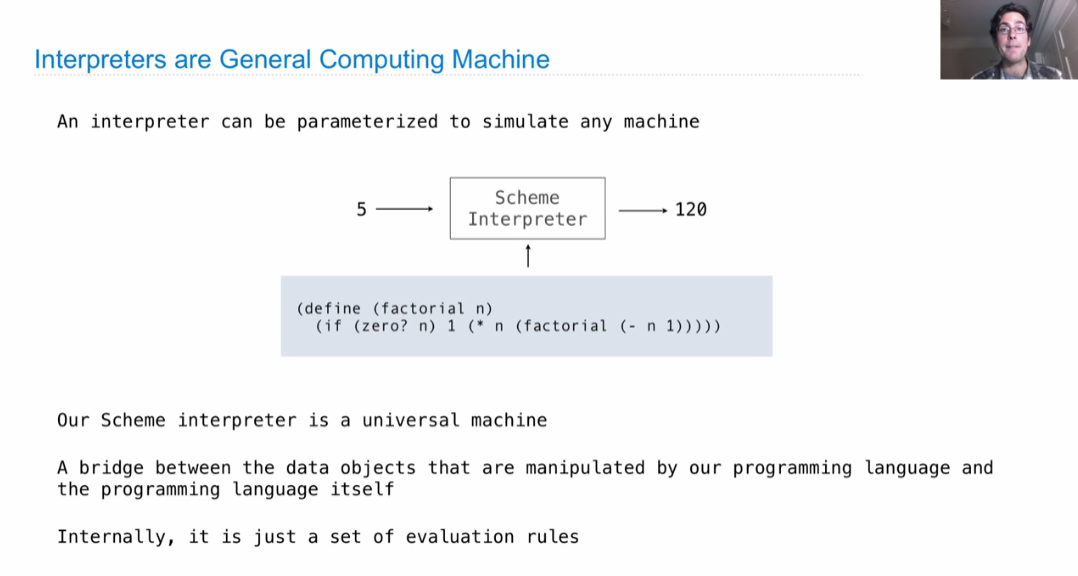 Interpreters are General Computing Machine
An interpreter can be parameterized to simulate any machine
5
Scheme
Interpreter
120
(define (factorial n)
(if (zero? n) 1 (* n (factorial (- n 1)))))
Our Scheme interpreter is a universal machine
A bridge between the data objects that are manipulated by our programming language and
the programming language itself
Internally, it is just a set of evaluation rules